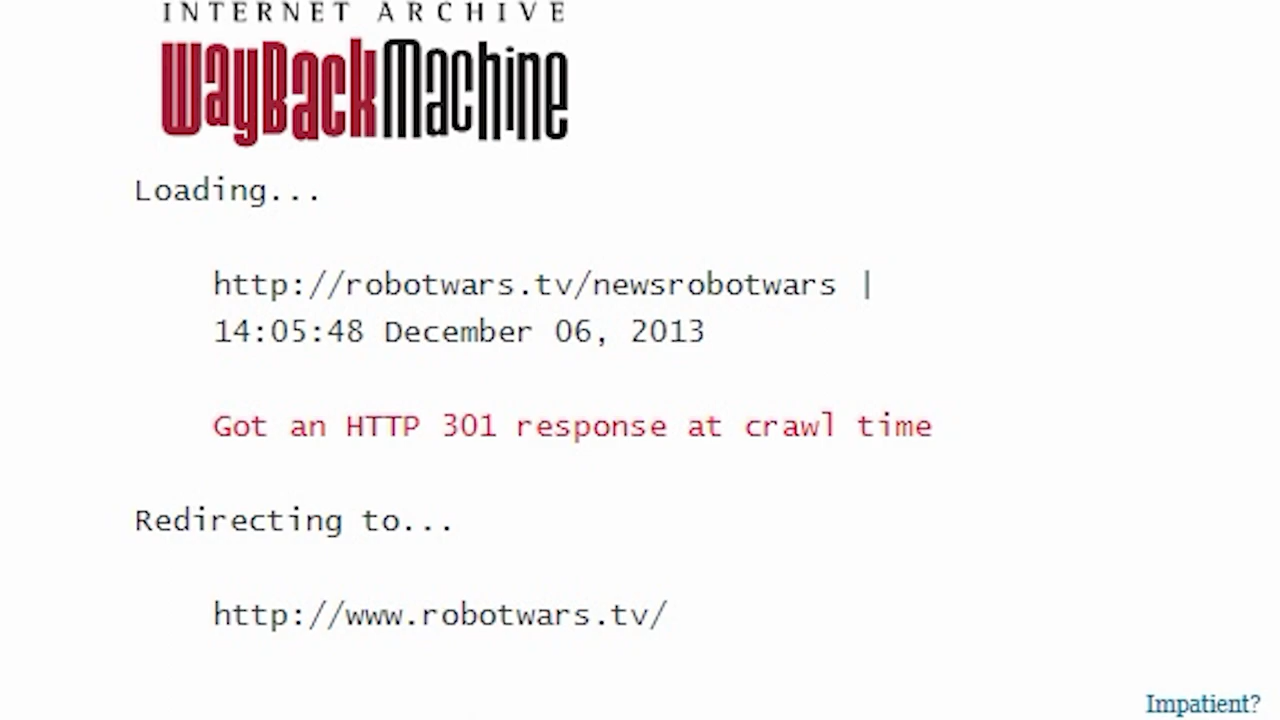 INTERNET ARCHIVE
WayBackMachine
Loading...
http://robotwars.tv/newsrobotwars |
14:05:48 December 06, 2013
Got an HTTP 301 response at crawl time
Redirecting to...
http://www.robotwars.tv/
Impatient?